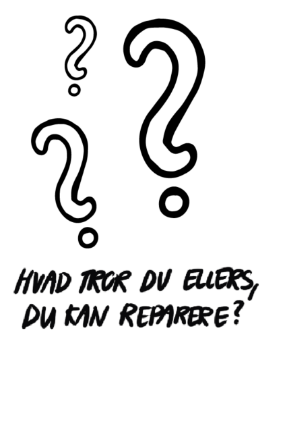 HVAD TROR DU ELLERS,
DU KAN REPARERE?